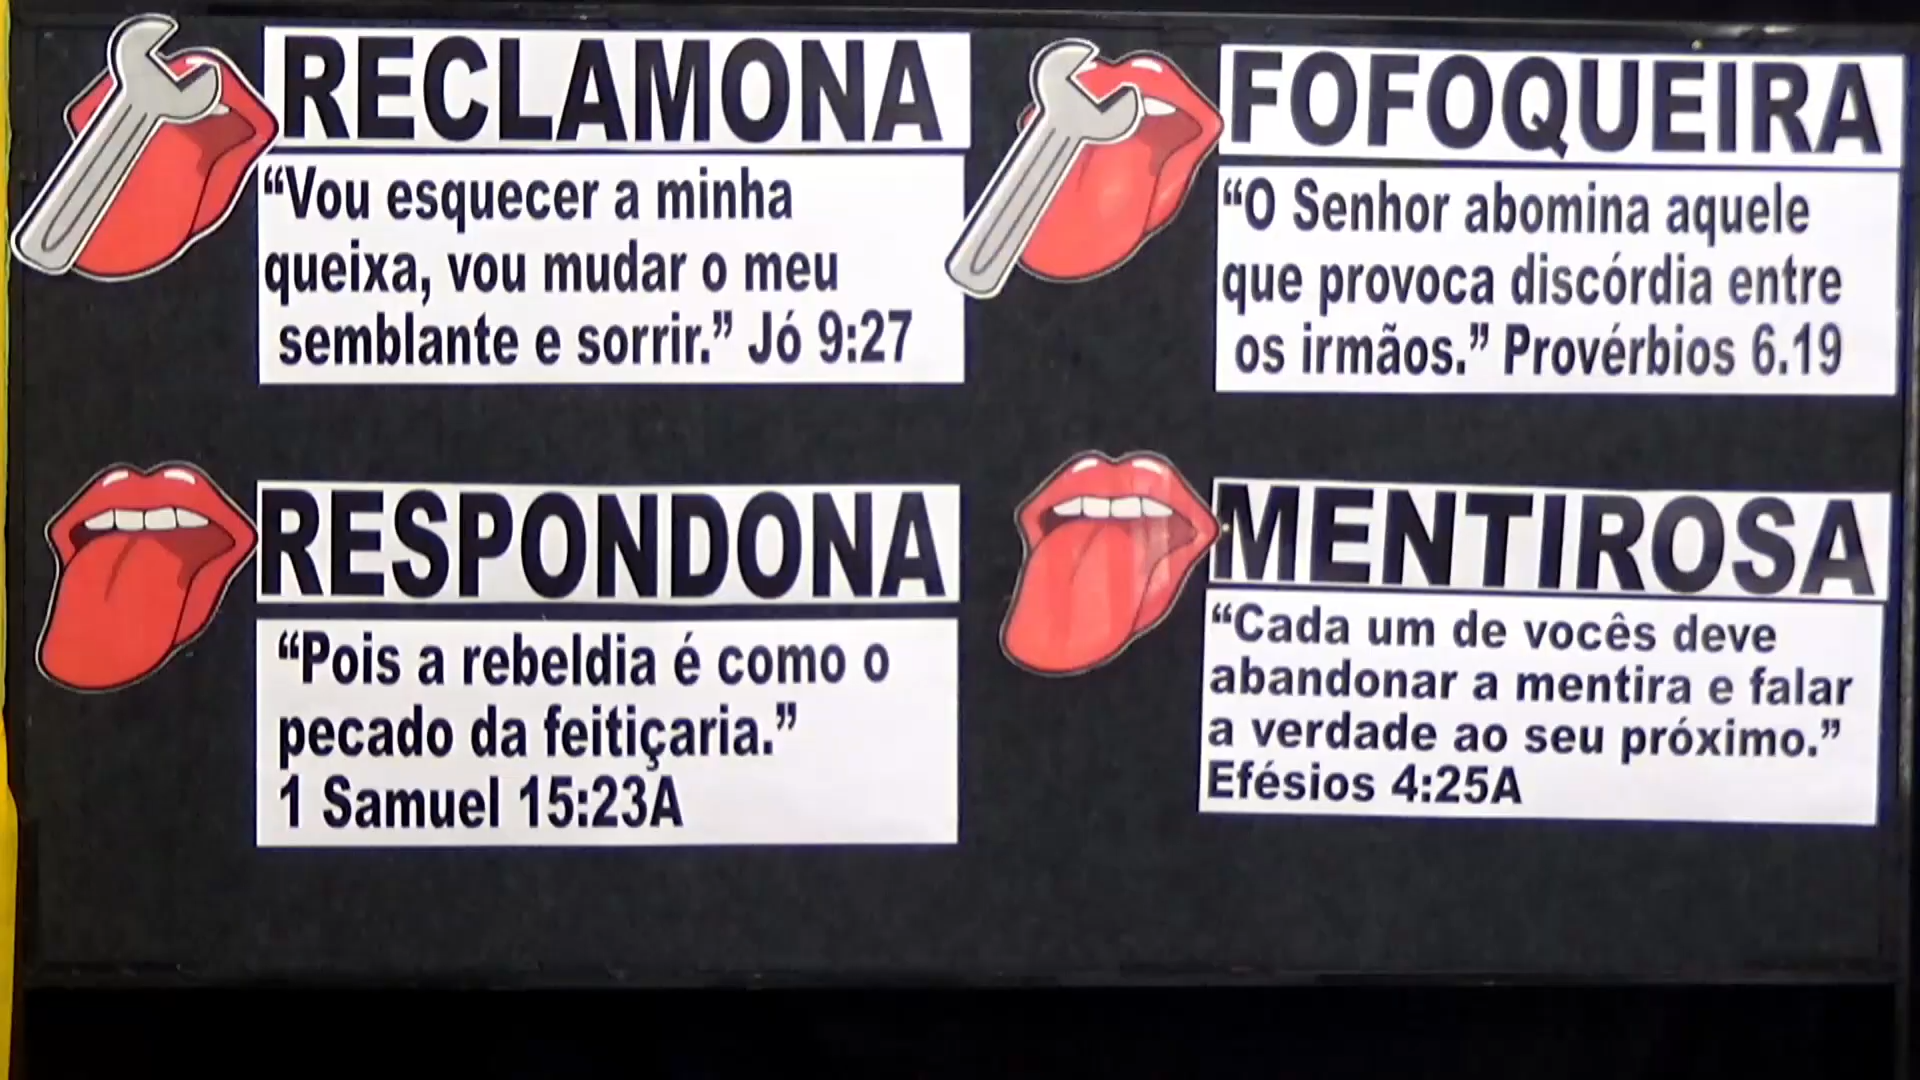 RECLAMONA
“Vou esquecer a minha
queixa, vou mudar o meu
semblante e sorrir.” Jó 9:27
FOFOQUEIRA
“O Senhor abomina aquele
que provoca discórdia entre
os irmãos.” Provérbios 6.19
RESPONDONA
“Pois a rebeldia é como o
pecado da feitiçaria.”
1 Samuel 15:23A
MENTIROSA
“Cada um de vocês deve
abandonar a mentira e falar
a verdade ao seu próximo.”
Efésios 4:25A